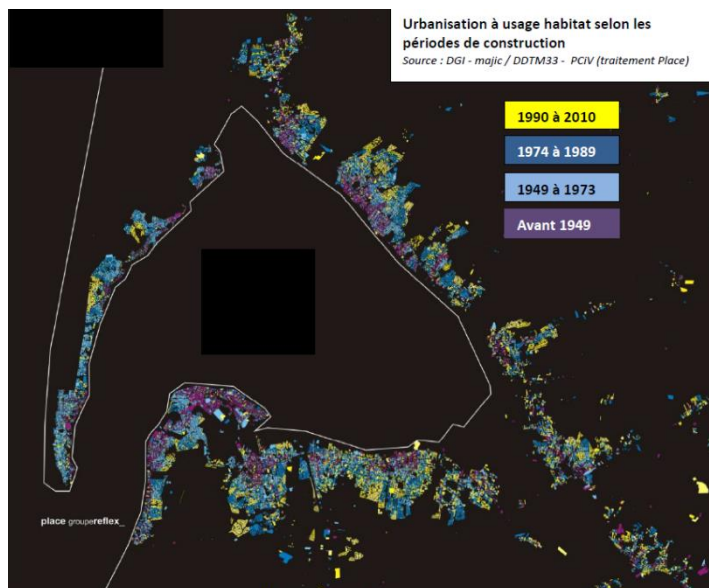 Urbanisation à usage habitat selon les
périodes de construction
Source : DGI - majic / DDTM33 - PCiV (traitement Place)
1990 à 2010
1974 à 1989
1949 à 1973
Avant 1949
place groupereflex_